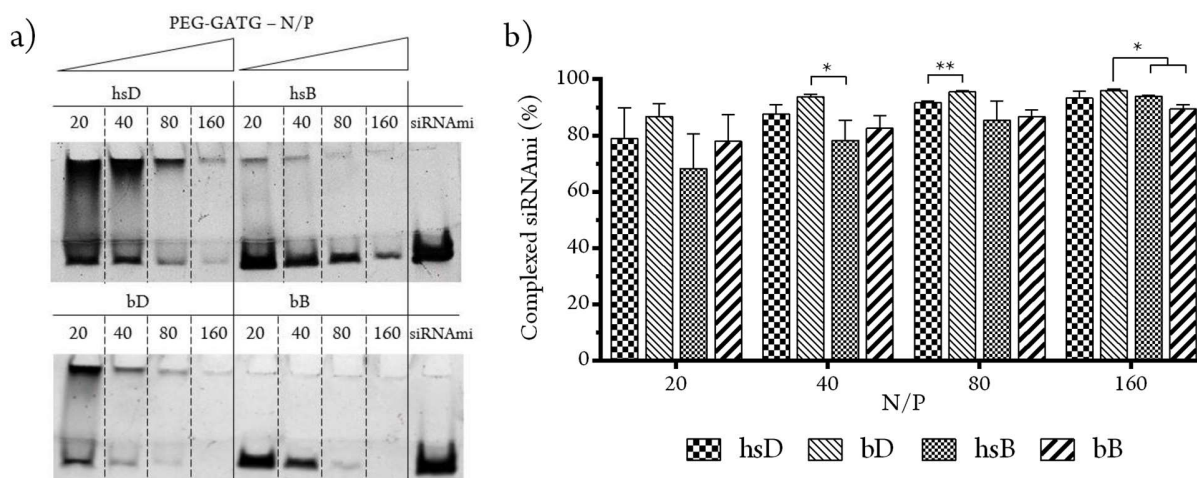 a)
PEG-GATG – N/P
hsD hsB
20 40 80 160 20 40 80 160 siRNAmi
bD bB
20 40 80 160 20 40 80 160 siRNAmi
b)
Complexed siRNAmi (%)
100
80
60
40
20
0
* ** *
20 40 80 160
N/P
hsD bD hsB bB